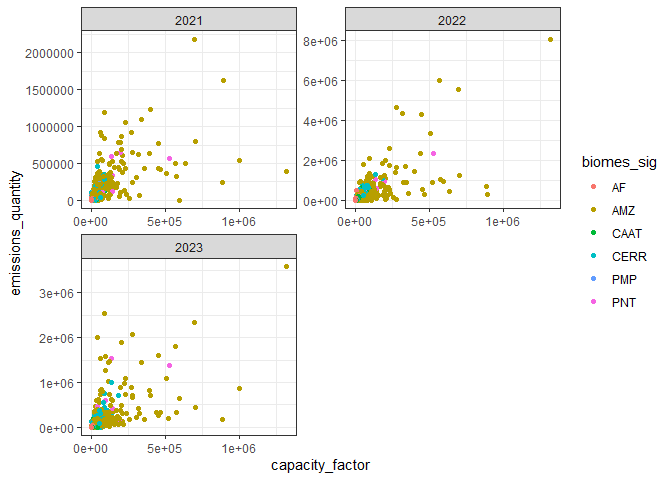 2021
2022
2000000
1500000
1000000
500000
0
0e+00 5e+05 1e+06
8e+06
6e+06
4e+06
2e+06
0e+00
0e+00 5e+05 1e+06
2023
3e+06
2e+06
1e+06
0e+00
0e+00 5e+05 1e+06
emissions_quantity
capacity_factor
biomes_sig
AF
AMZ
CAAT
CERR
PMP
PNT